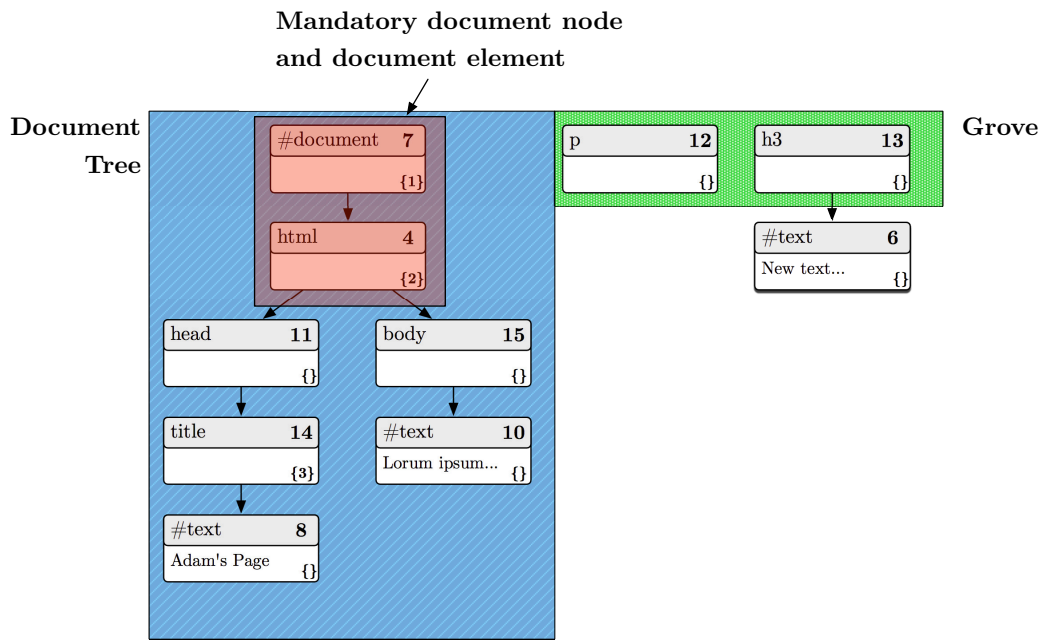 Mandatory document node
and document element
Document
Tree
Grove
#document 7
{1}
p 12
{}
h3 13
{}
html 4
{2}
#text 6
New text...
{}
head 11
{}
body 15
{}
title 14
{3}
#text 10
Lorum ipsum...
{}
#text 8
Adam's Page
{}